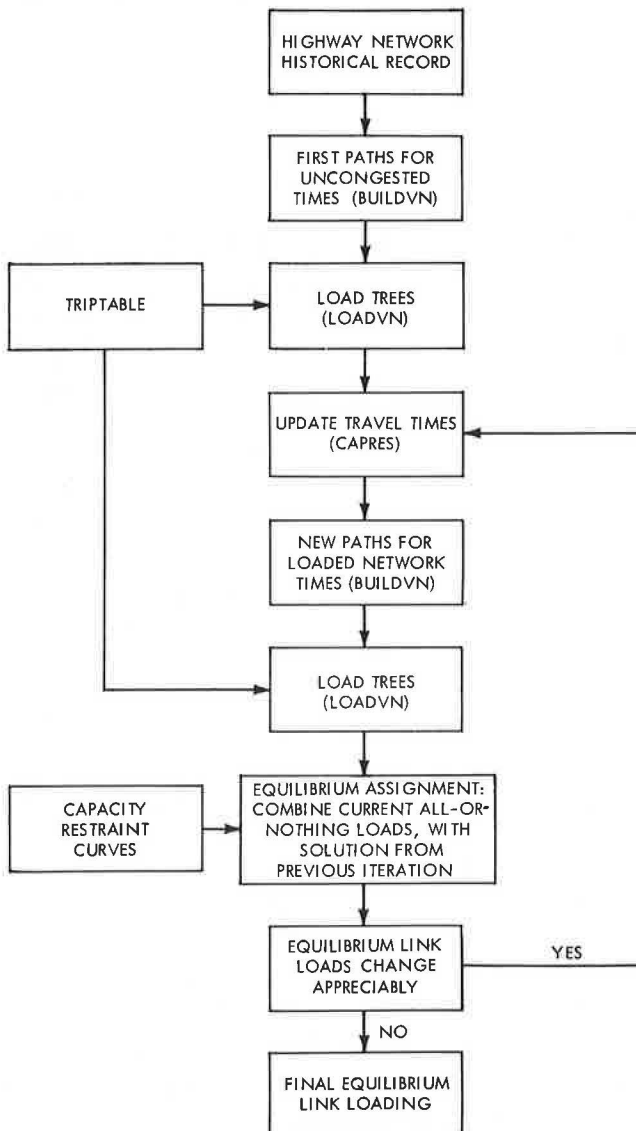 HIGHWAY NETWORK
HISTORICAL RECORD
FIRST PATHS FOR
UNCONGESTED
TIMES (BUILDVN)
TRIPTABLE
LOAD TREES
(LOADVN)
UPDATE TRAVEL TIMES
(CAPRES)
NEW PATHS FOR
LOADED NETWORK
TIMES (BUILDVN)
LOAD TREES
(LOADVN)
CAPACITY
RESTRAINT
CURVES
EQUILIBRIUM ASSIGNMENT:
COMBINE CURRENT ALL-OR-
NOTHING LOADS, WITH
SOLUTION FROM
PREVIOUS ITERATION
EQUILIBRIUM LINK
LOADS CHANGE
APPRECIABLY
YES
NO
FINAL EQUILIBRIUM
LINK LOADING